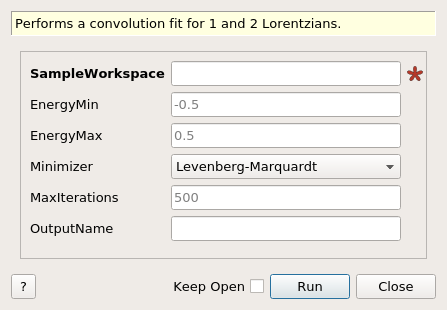 Performs a convolution fit for 1 and 2 Lorentzians.
SampleWorkspace *
EnergyMin -0.5
EnergyMax 0.5
Minimizer Levenberg-Marquardt
MaxIterations 500
OutputName
? Keep Open Run Close